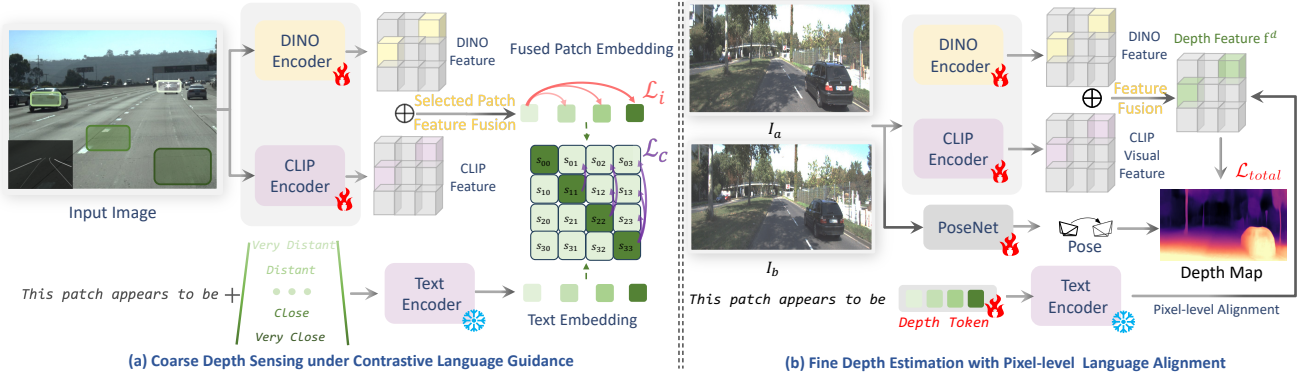 DINO
Encoder
DINO
Feature
Fused Patch Embedding
Selected Patch
Feature Fusion
ℒi
ℒc
CLIP
Encoder
CLIP
Feature
Input Image
s00 s01 s02 s03
s10 s11 s12 s13
s20 s21 s22 s23
s30 s31 s32 s33
This patch appears to be +
Very Distant
Distant
Close
Very Close
Text
Encoder
Text Embedding
(a) Coarse Depth Sensing under Contrastive Language Guidance
Ia
Ib
DINO
Encoder
DINO
Feature
Depth Feature fd
Feature
Fusion
CLIP
Encoder
CLIP
Visual
Feature
ℒtotal
PoseNet
Pose
Depth Map
This patch appears to be
Depth Token
Text
Encoder
Pixel-level Alignment
(b) Fine Depth Estimation with Pixel-level Language Alignment